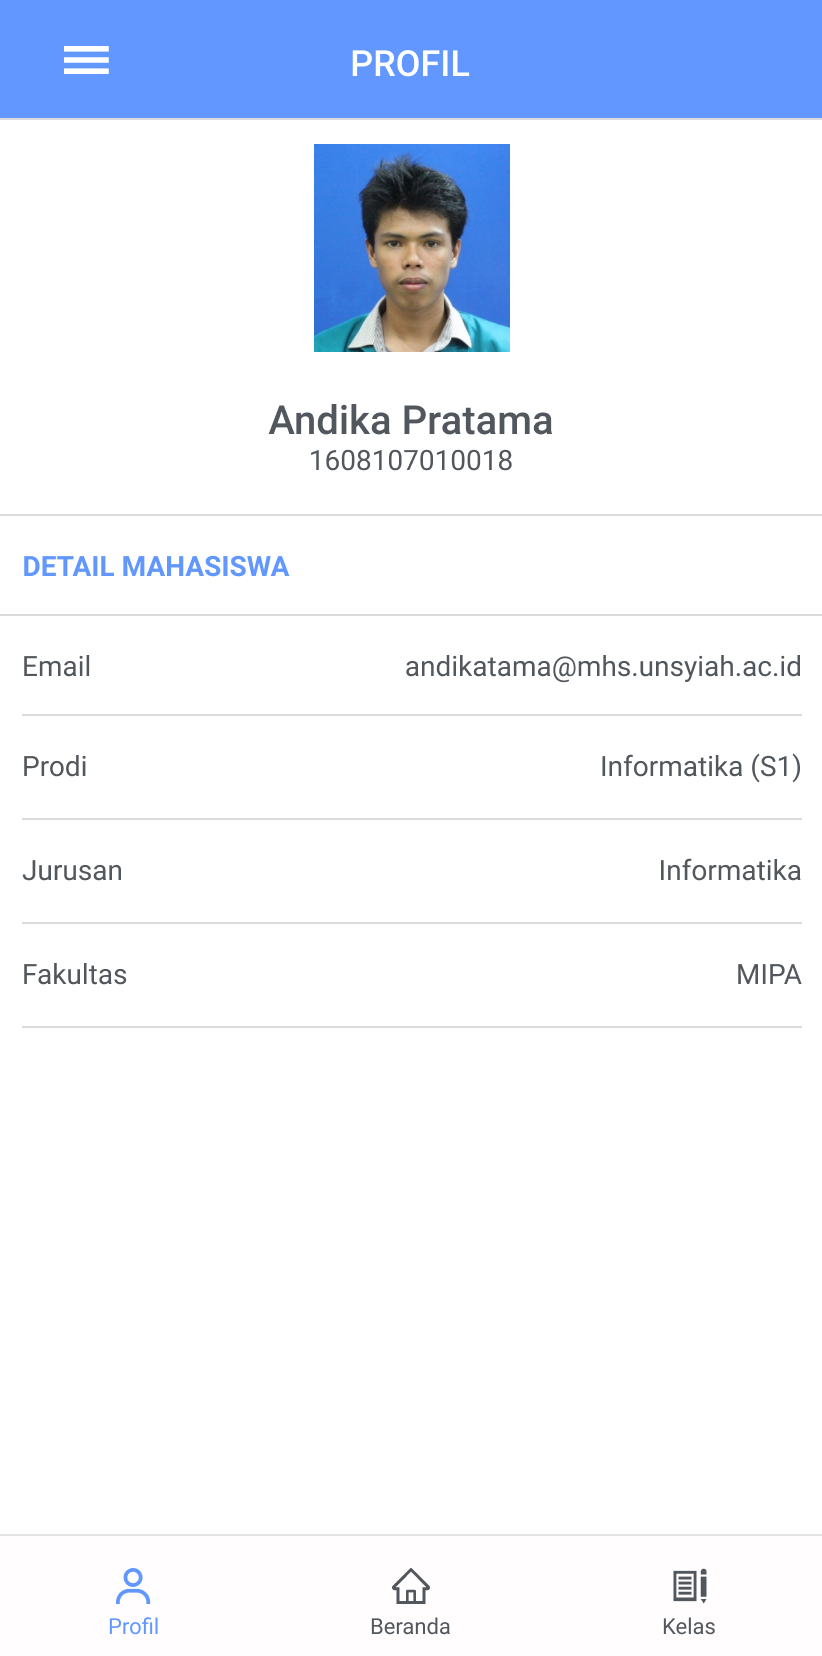 PROFIL
Andika Pratama
1608107010018
DETAIL MAHASISWA
Email andikatama@mhs.unsyiah.ac.id
Prodi Informatika (S1)
Jurusan Informatika
Fakultas MIPA
Profil Beranda Kelas